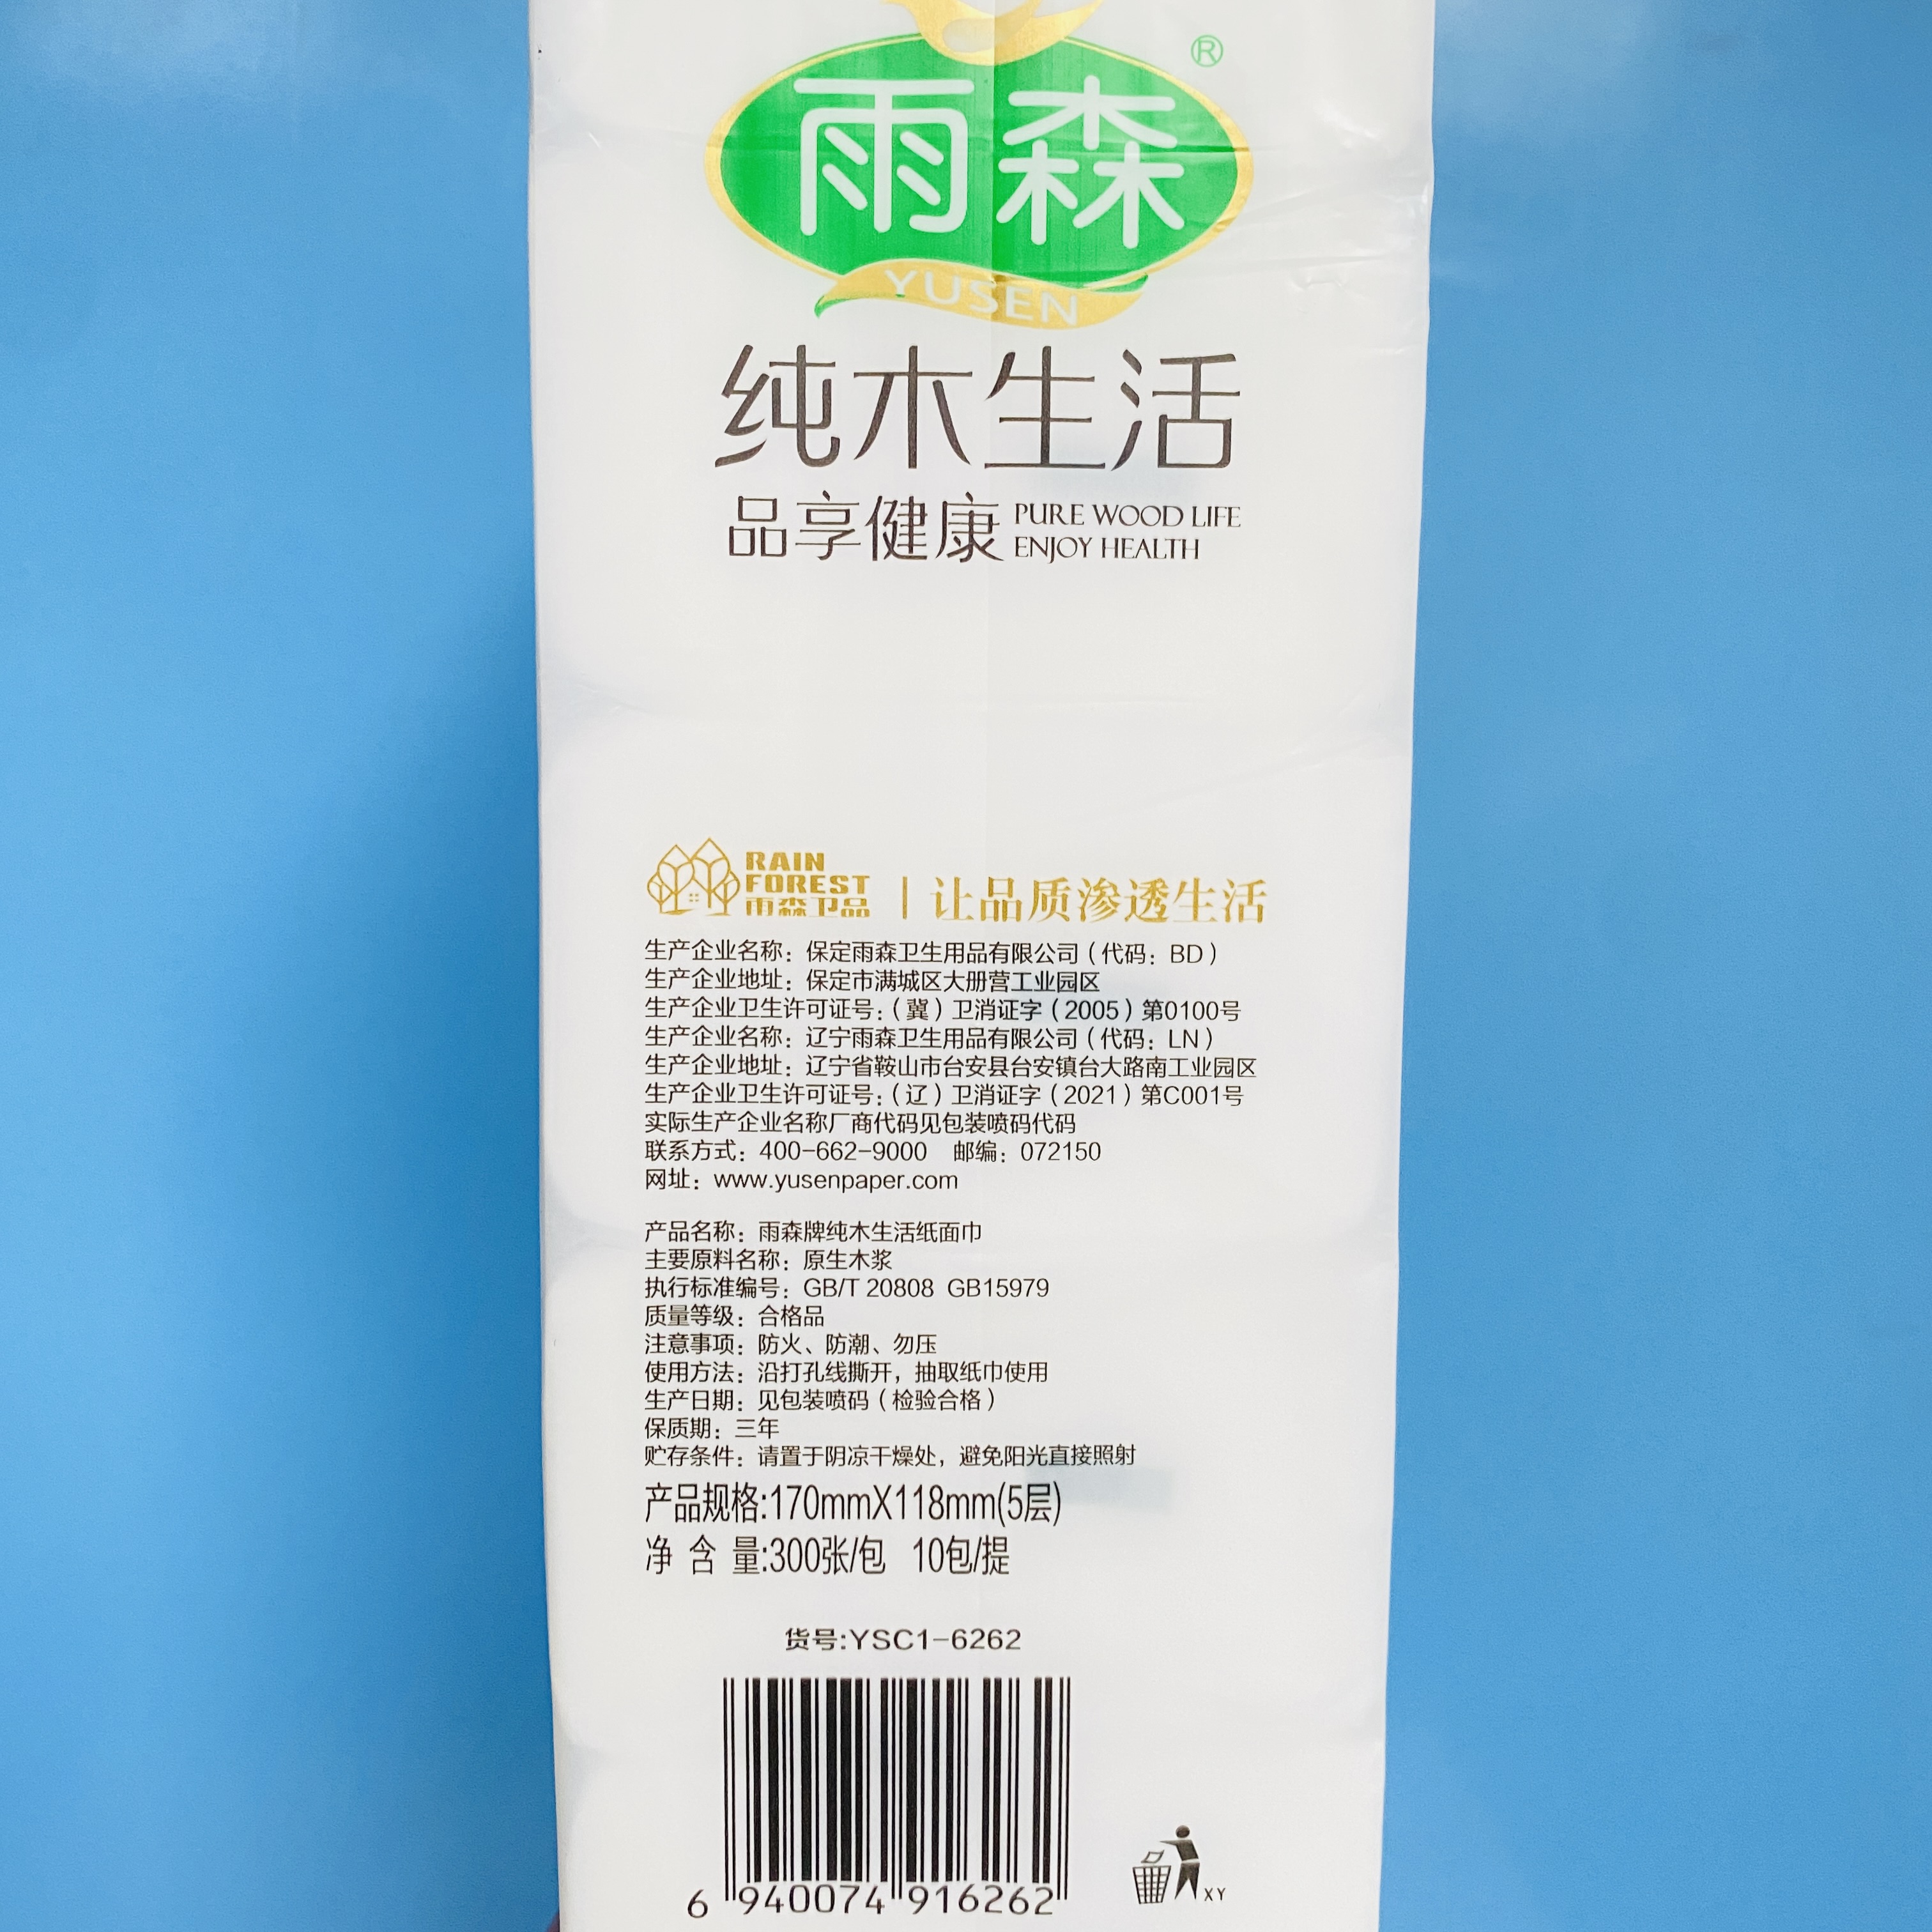 ®
雨森
YUSEN
纯木生活
品享健康 PURE WOOD LIFE
ENJOY HEALTH
RAIN
FOREST
雨森卫品 | 让品质渗透生活
生产企业名称：保定雨森卫生用品有限公司（代码：BD）
生产企业地址：保定市满城区大册营工业园区
生产企业卫生许可证号：（冀）卫消证字（2005）第0100号
生产企业名称：辽宁雨森卫生用品有限公司（代码：LN）
生产企业地址：辽宁省鞍山市台安县台安镇台大路南工业园区
生产企业卫生许可证号：（辽）卫消证字（2021）第C001号
实际生产企业名称厂商代码见包装喷码代码
联系方式：400-662-9000 邮编：072150
网址：www.yusenpaper.com
产品名称：雨森牌纯木生活纸面巾
主要原料名称：原生木浆
执行标准编号：GB/T 20808 GB15979
质量等级：合格品
注意事项：防火、防潮、勿压
使用方法：沿打孔线撕开，抽取纸巾使用
生产日期：见包装喷码（检验合格）
保质期：三年
贮存条件：请置于阴凉干燥处，避免阳光直接照射
产品规格:170mmX118mm(5层)
净 含 量:300张/包 10包/提
货号:YSC1-6262
6 940074 916262
XY